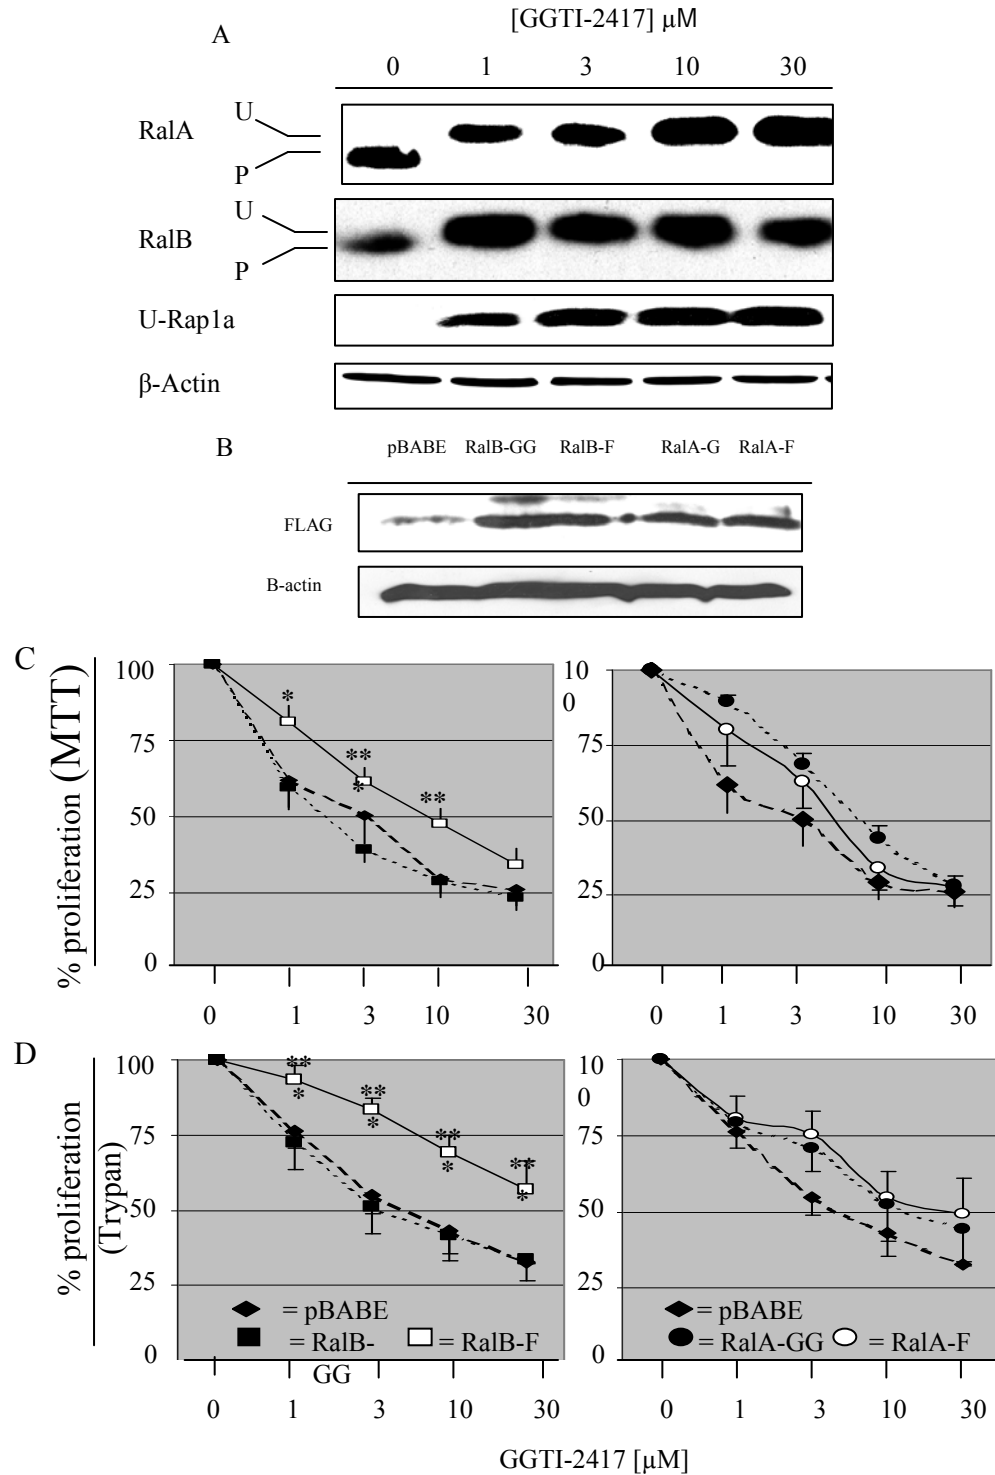 [GGTI-2417] μM
A
0 1 3 10 30
RalA
U
P
RalB
U
P
U-Rap1a
β-Actin
B
pBABE RalB-GG RalB-F RalA-G RalA-F
FLAG
B-actin
C
% proliferation (MTT)
100
75
50
25
0
*
**
*
**
0 1 3 10 30
10
0
75
50
25
0
0 1 3 10 30
D
% proliferation
(Trypan)
100
75
50
25
0
**
*
**
*
**
*
**
*
= pBABE
= RalB-
GG
= RalB-F
0 1 3 10 30
10
0
75
50
25
0
= pBABE
= RalA-GG = RalA-F
0 1 3 10 30
GGTI-2417 [μM]